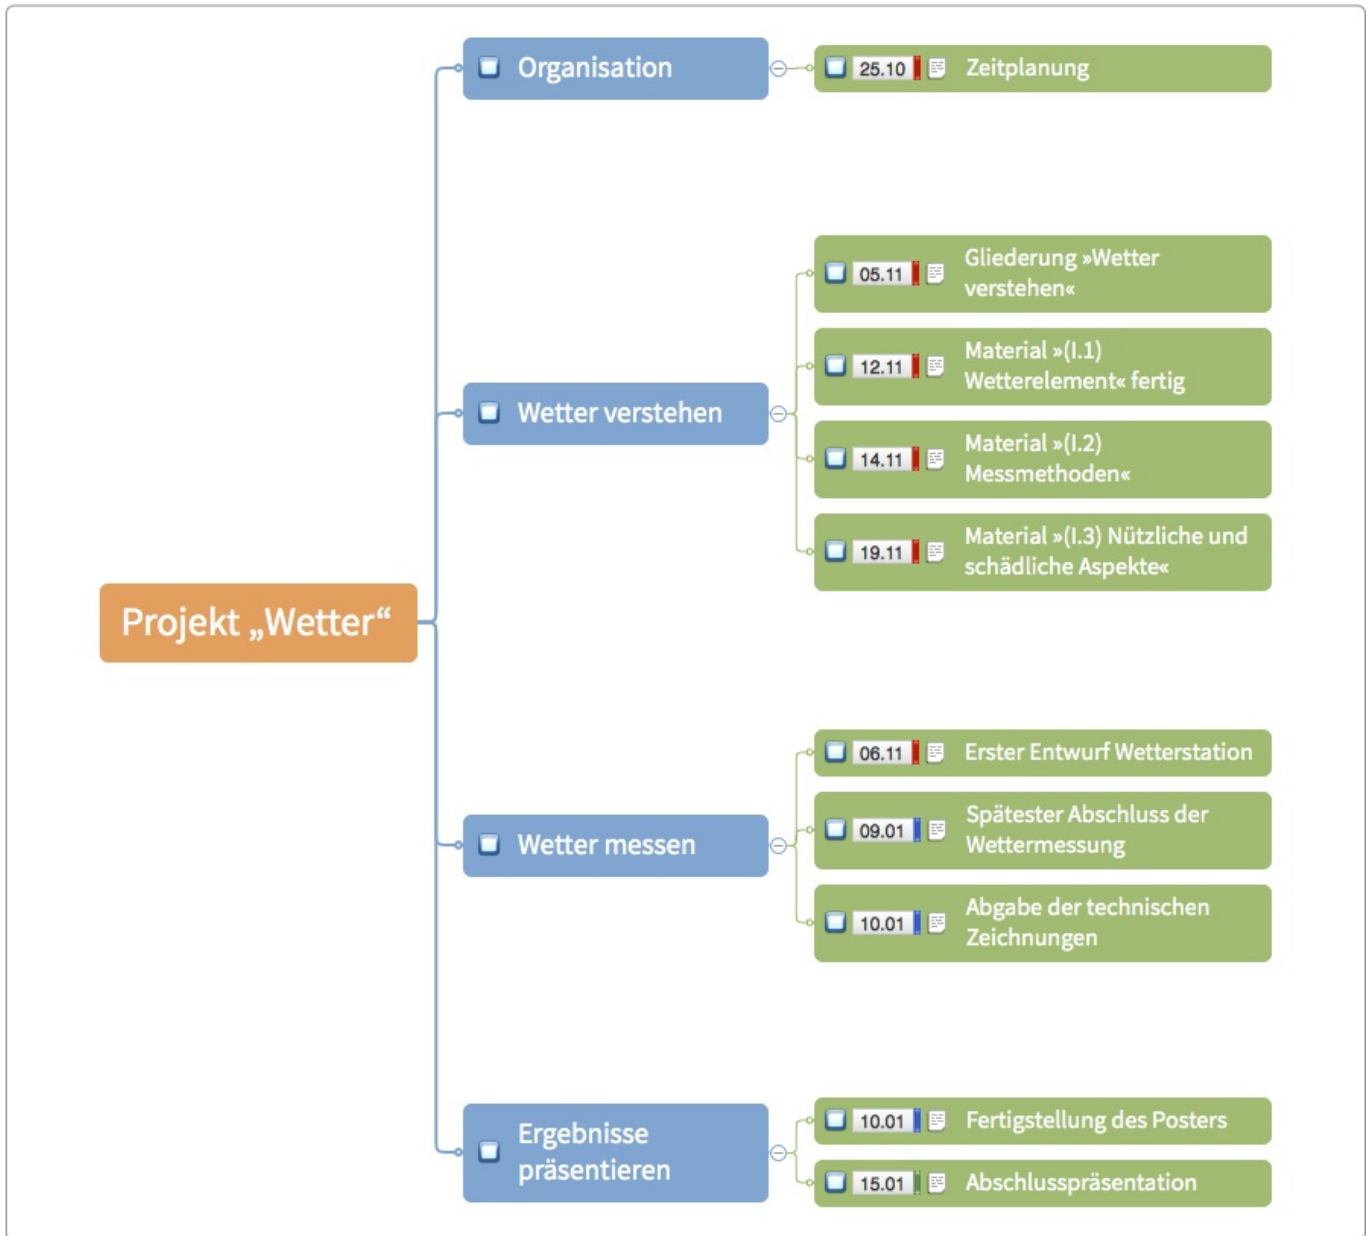 Organisation
25.10 Zeitplanung
Wetter verstehen
05.11 Gliederung »Wetter
verstehen«
12.11 Material »(I.1)
Wetterelement« fertig
14.11 Material »(I.2)
Messmethoden«
19.11 Material »(I.3) Nützliche und
schädliche Aspekte«
Projekt „Wetter“
Wetter messen
06.11 Erster Entwurf Wetterstation
09.01 Spätester Abschluss der
Wettermessung
10.01 Abgabe der technischen
Zeichnungen
Ergebnisse
präsentieren
10.01 Fertigstellung des Posters
15.01 Abschlusspräsentation